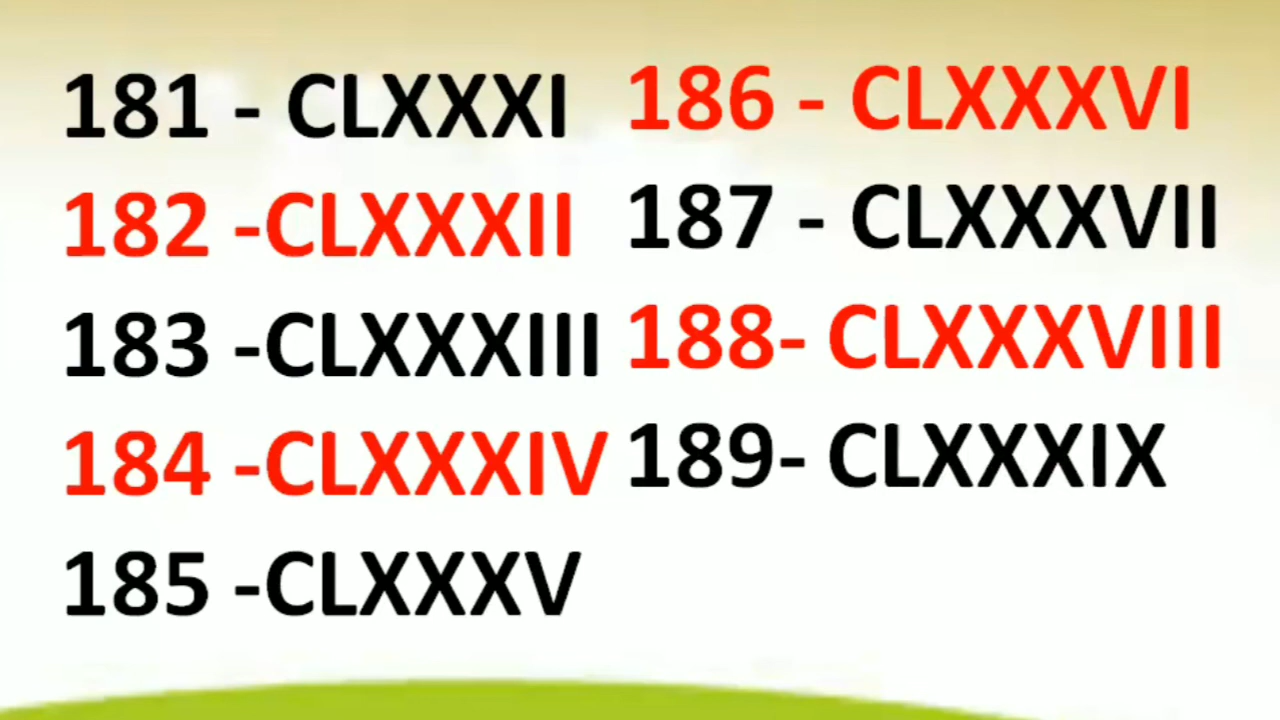 181 - CLXXXI
182 -CLXXXII
183 -CLXXXIII
184 -CLXXXIV
185 -CLXXXV
186 - CLXXXVI
187 - CLXXXVII
188- CLXXXVIII
189- CLXXXIX